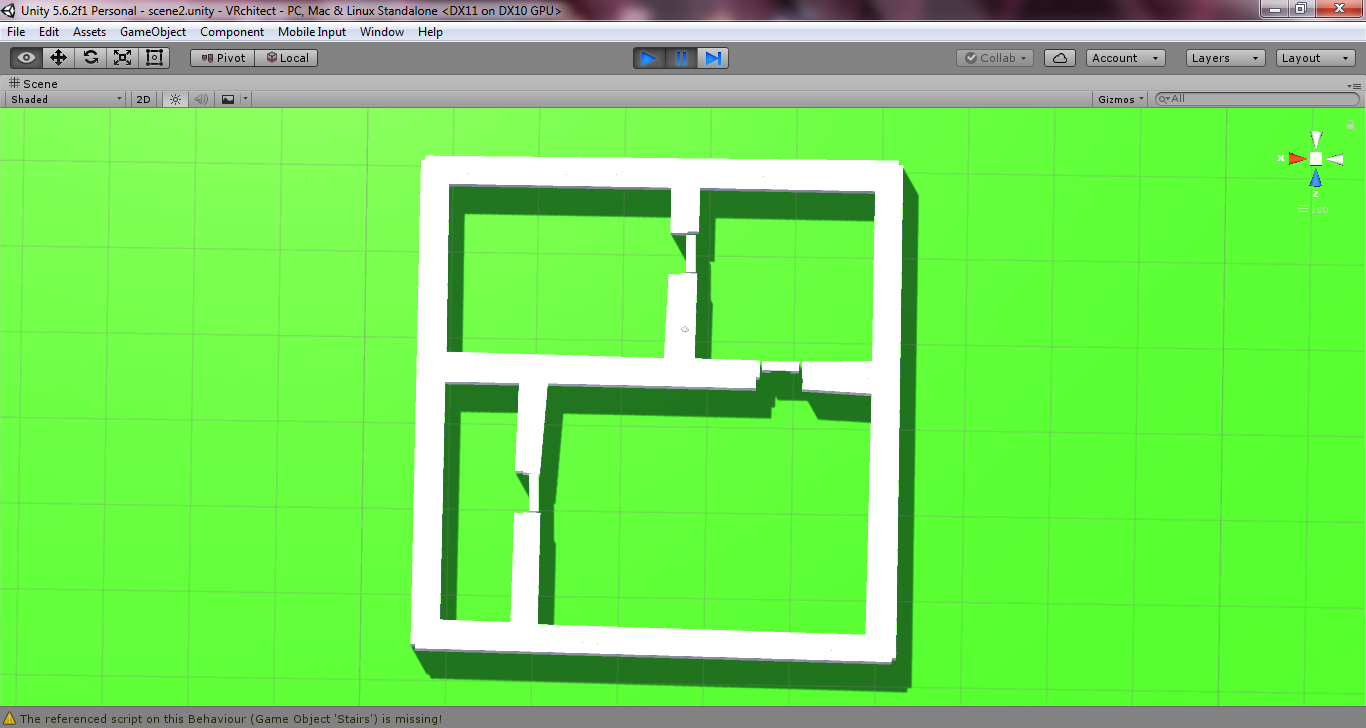 Unity 5.6.2f1 Personal - scene2.unity - VRchitect - PC, Mac & Linux Standalone <DX11 on DX10 GPU>
File Edit Assets GameObject Component Mobile Input Window Help
Pivot Local Collab Account Layers Layout
Scene
Shaded 2D Gizmos All
x
z
Iso
The referenced script on this Behaviour (Game Object 'Stairs') is missing!